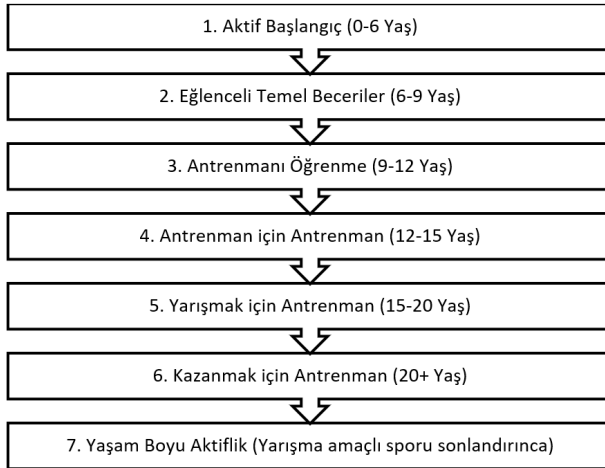 1. Aktif Başlangıç (0-6 Yaş)
2. Eğlenceli Temel Beceriler (6-9 Yaş)
3. Antrenmanı Öğrenme (9-12 Yaş)
4. Antrenman için Antrenman (12-15 Yaş)
5. Yarışmak için Antrenman (15-20 Yaş)
6. Kazanmak için Antrenman (20+ Yaş)
7. Yaşam Boyu Aktiflik (Yarışma amaçlı sporu sonlandırınca)